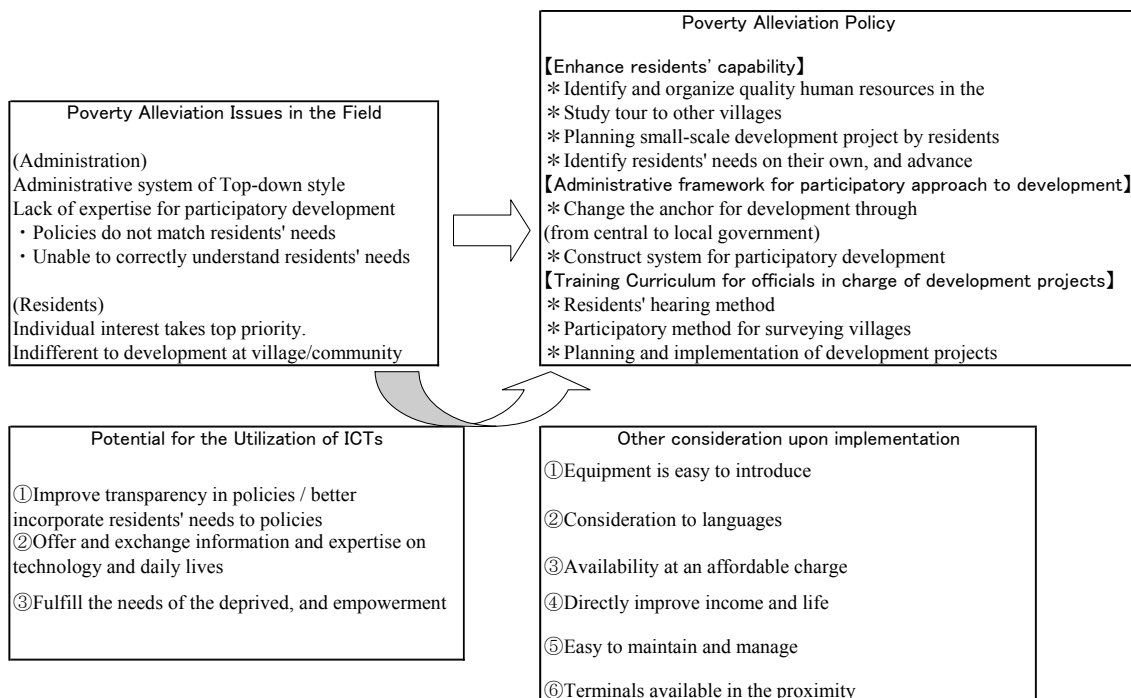 Poverty Alleviation Issues in the Field
(Administration)
Administrative system of Top-down style
Lack of expertise for participatory development
・Policies do not match residents' needs
・Unable to correctly understand residents' needs
(Residents)
Individual interest takes top priority.
Indifferent to development at village/community
Poverty Alleviation Policy
【Enhance residents' capability】
＊Identify and organize quality human resources in the
＊Study tour to other villages
＊Planning small-scale development project by residents
＊Identify residents' needs on their own, and advance
【Administrative framework for participatory approach to development】
＊Change the anchor for development through
(from central to local government)
＊Construct system for participatory development
【Training Curriculum for officials in charge of development projects】
＊Residents' hearing method
＊Participatory method for surveying villages
＊Planning and implementation of development projects
Potential for the Utilization of ICTs
①Improve transparency in policies / better
incorporate residents' needs to policies
②Offer and exchange information and expertise on
technology and daily lives
③Fulfill the needs of the deprived, and empowerment
Other consideration upon implementation
①Equipment is easy to introduce
②Consideration to languages
③Availability at an affordable charge
④Directly improve income and life
⑤Easy to maintain and manage
⑥Terminals available in the proximity